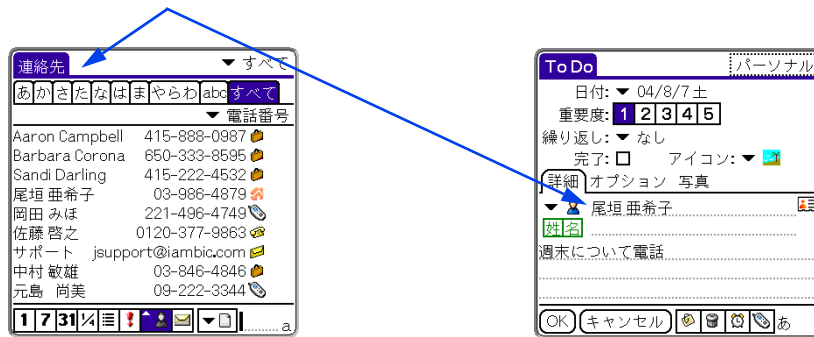 連絡先 すべて
あ か さ た な は ま や ら わ abc すべて
電話番号
Aaron Campbell 415-888-0987
Barbara Corona 650-333-8595
Sandi Darling 415-222-4532
尾垣 亜希子 03-986-4879
岡田 みほ 221-496-4749
佐藤 啓之 0120-377-9863
サポート jsupport@iambic.com
中村 敏雄 03-846-4846
元島 尚美 09-222-3344
1 7 31 ¼ a
To Do パーソナル
日付: 04/8/7 土
重要度: 1 2 3 4 5
繰り返し: なし
完了: アイコン:
詳細 オプション 写真
尾垣 亜希子
姓 名
週末について電話
OK キャンセル あ